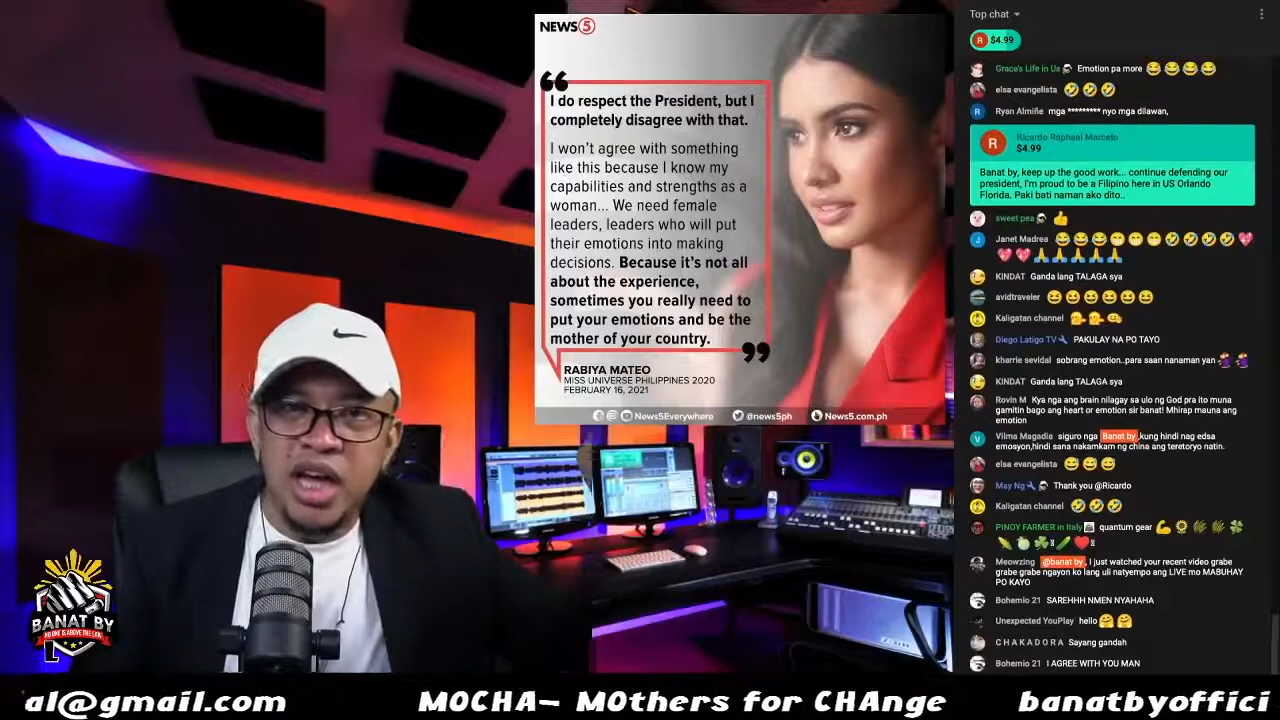 NEWS5
I do respect the President, but I
completely disagree with that.
I won't agree with something
like this because I know my
capabilities and strengths as a
woman... We need female
leaders, leaders who will put
their emotions into making
decisions. Because it's not all
about the experience,
sometimes you really need to
put your emotions and be the
mother of your country.
RABIYA MATEO
MISS UNIVERSE PHILIPPINES 2020
FEBRUARY 16, 2021
News5Everywhere @news5ph News5.com.ph
BANAT BY
NO ONE IS ABOVE THE LAW
Top chat
R $4.99
Grace's Life in Us Emotion pa more
elsa evangelista
R Ryan Almiñe mga ********* nyo mga dilawan,
R Ricardo Raphael Marcelo
$4.99
Banat by, keep up the good work... continue defending our
president, I'm proud to be a Filipino here in US Orlando
Florida. Paki bati naman ako dito..
sweet pea
J Janet Madrea
KINDAT Ganda lang TALAGA sya
avidtraveler
Kaligatan channel
Diego Latigo TV PAKULAY NA PO TAYO
kharrie sevidal sobrang emotion..para saan nanaman yan
KINDAT Ganda lang TALAGA sya
Rovin M Kya nga ang brain nilagay sa ulo ng God pra ito muna
gamitin bago ang heart or emotion sir banat! Mhirap mauna ang
emotion
V Vilma Magadia siguro nga Banat by,kung hindi nag edsa
emosyon,hindi sana nakamkam ng china ang teretoryo natin.
elsa evangelista
May Ng Thank you @Ricardo
Kaligatan channel
PINOY FARMER in Italy quantum gear
Meowzing @banat by, I just watched your recent video grabe
grabe grabe ngayon ko lang uli natyempo ang LIVE mo MABUHAY
PO KAYO
Bohemio 21 SAREHHH NMEN NYAHAHA
Unexpected YouPlay hello
C H A K A D O R A Sayang gandah
Bohemio 21 I AGREE WITH YOU MAN
al@gmail.com MOCHA- MOthers for CHAnge banatbyoffici